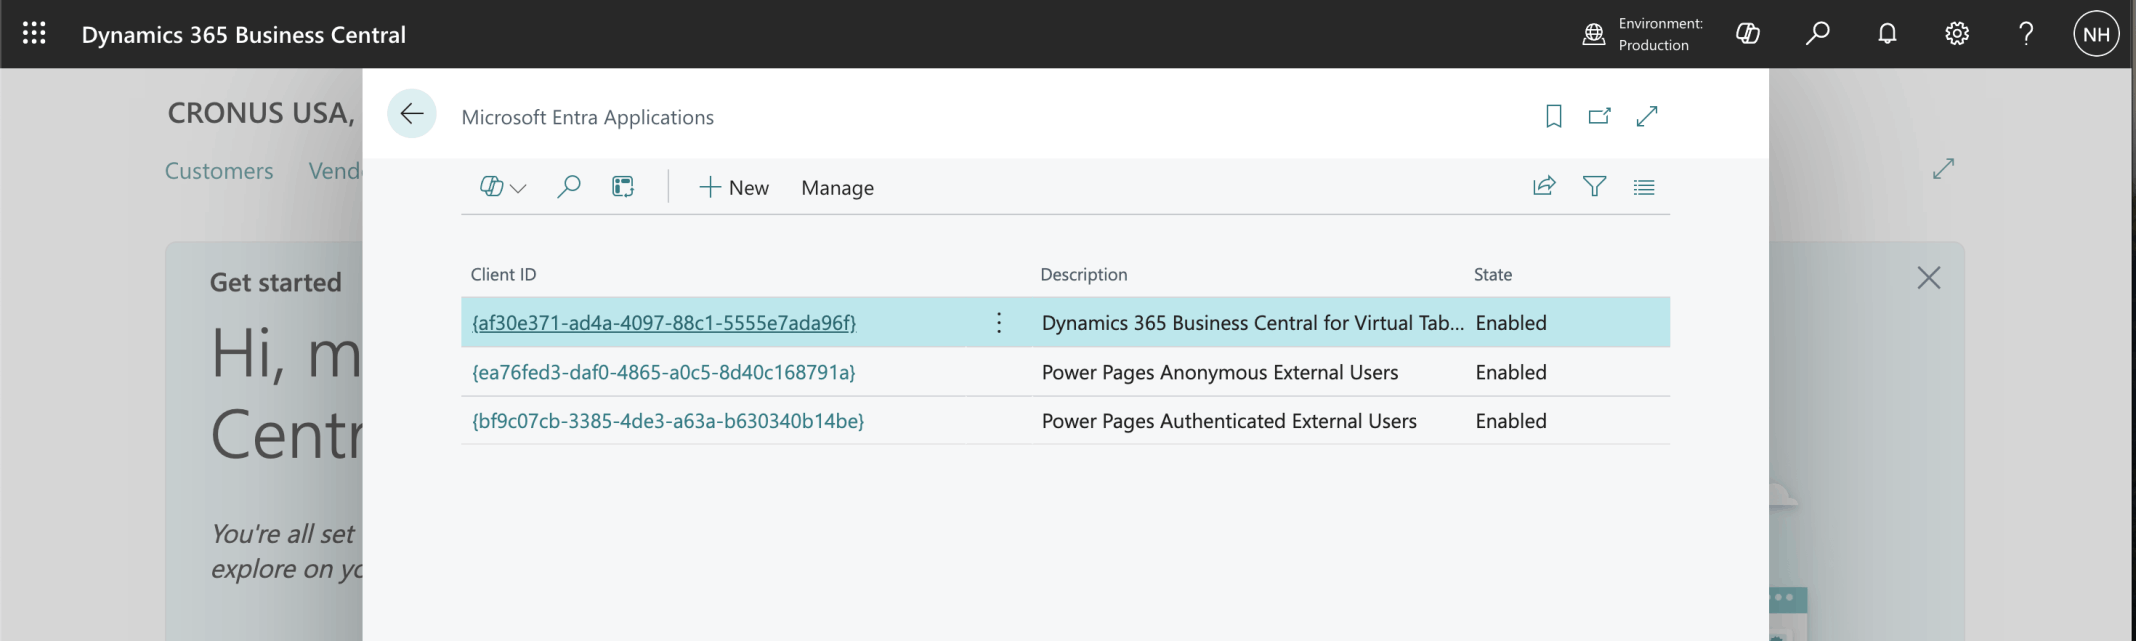 Dynamics 365 Business Central
Environment:
Production
NH
CRONUS USA,
Customers
Get started
Hi,
You're all set
explore on
Microsoft Entra Applications
New
Manage
Client ID
Description
State
{af30e371-ad4a-4097-88c1-5555e7ada96f}
Dynamics 365 Business Central for Virtual Tab...
Enabled
{ea76fed3-daf0-4865-a0c5-8d40c168791a}
Power Pages Anonymous External Users
Enabled
{bf9c07cb-3385-4de3-a63a-b630340b14be}
Power Pages Authenticated External Users
Enabled